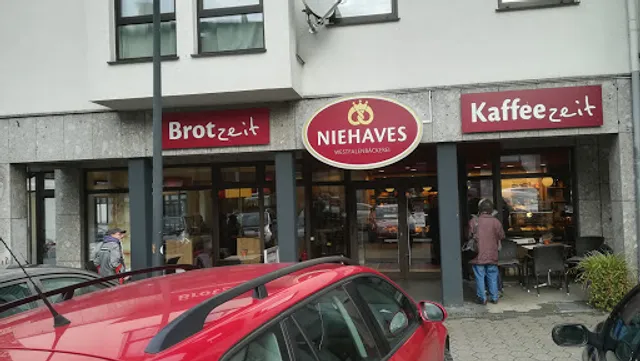 Brotzeit
NIEHAVES
WESTFALENBÄCKEREI
Kaffeezeit